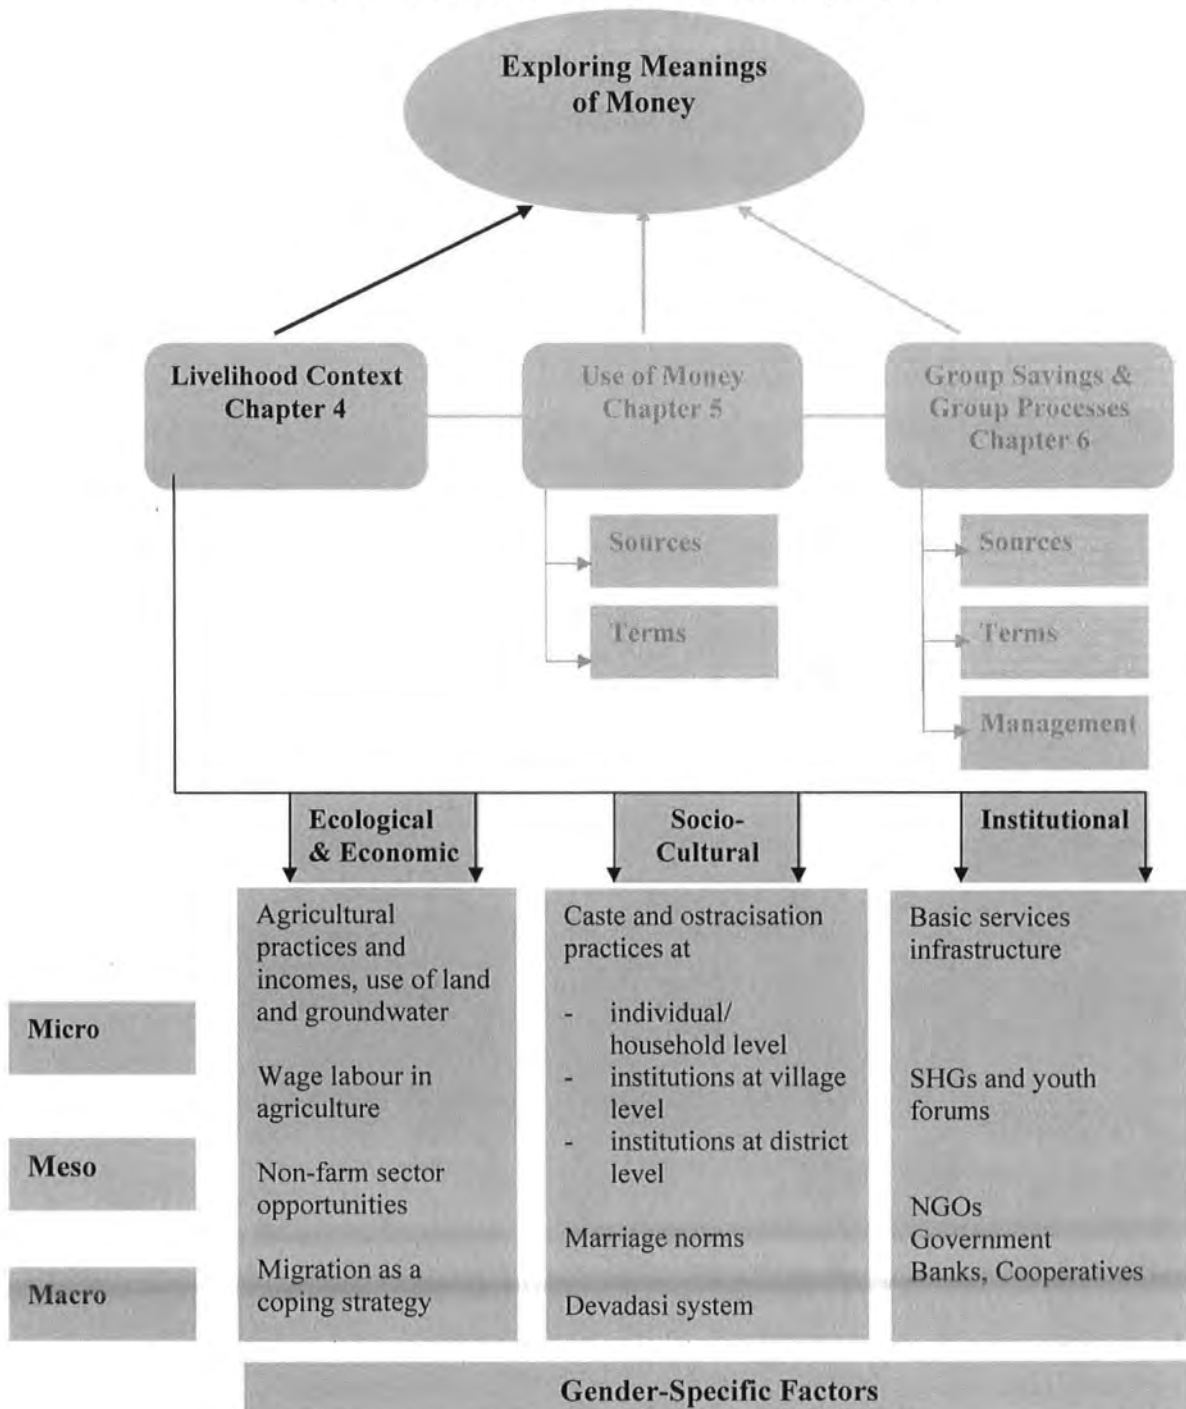 Exploring Meanings
of Money
Livelihood Context
Chapter 4
Use of Money
Chapter 5
Group Savings &
Group Processes
Chapter 6
Sources
Terms
Sources
Terms
Management
Ecological
& Economic
Socio-
Cultural
Institutional
Micro
Meso
Macro
Agricultural
practices and
incomes, use of land
and groundwater
Wage labour in
agriculture
Non-farm sector
opportunities
Migration as a
coping strategy
Caste and ostracisation
practices at
- individual/
household level
- institutions at village
level
- institutions at district
level
Marriage norms
Devadasi system
Basic services
infrastructure
SHGs and youth
forums
NGOs
Government
Banks, Cooperatives
Gender-Specific Factors